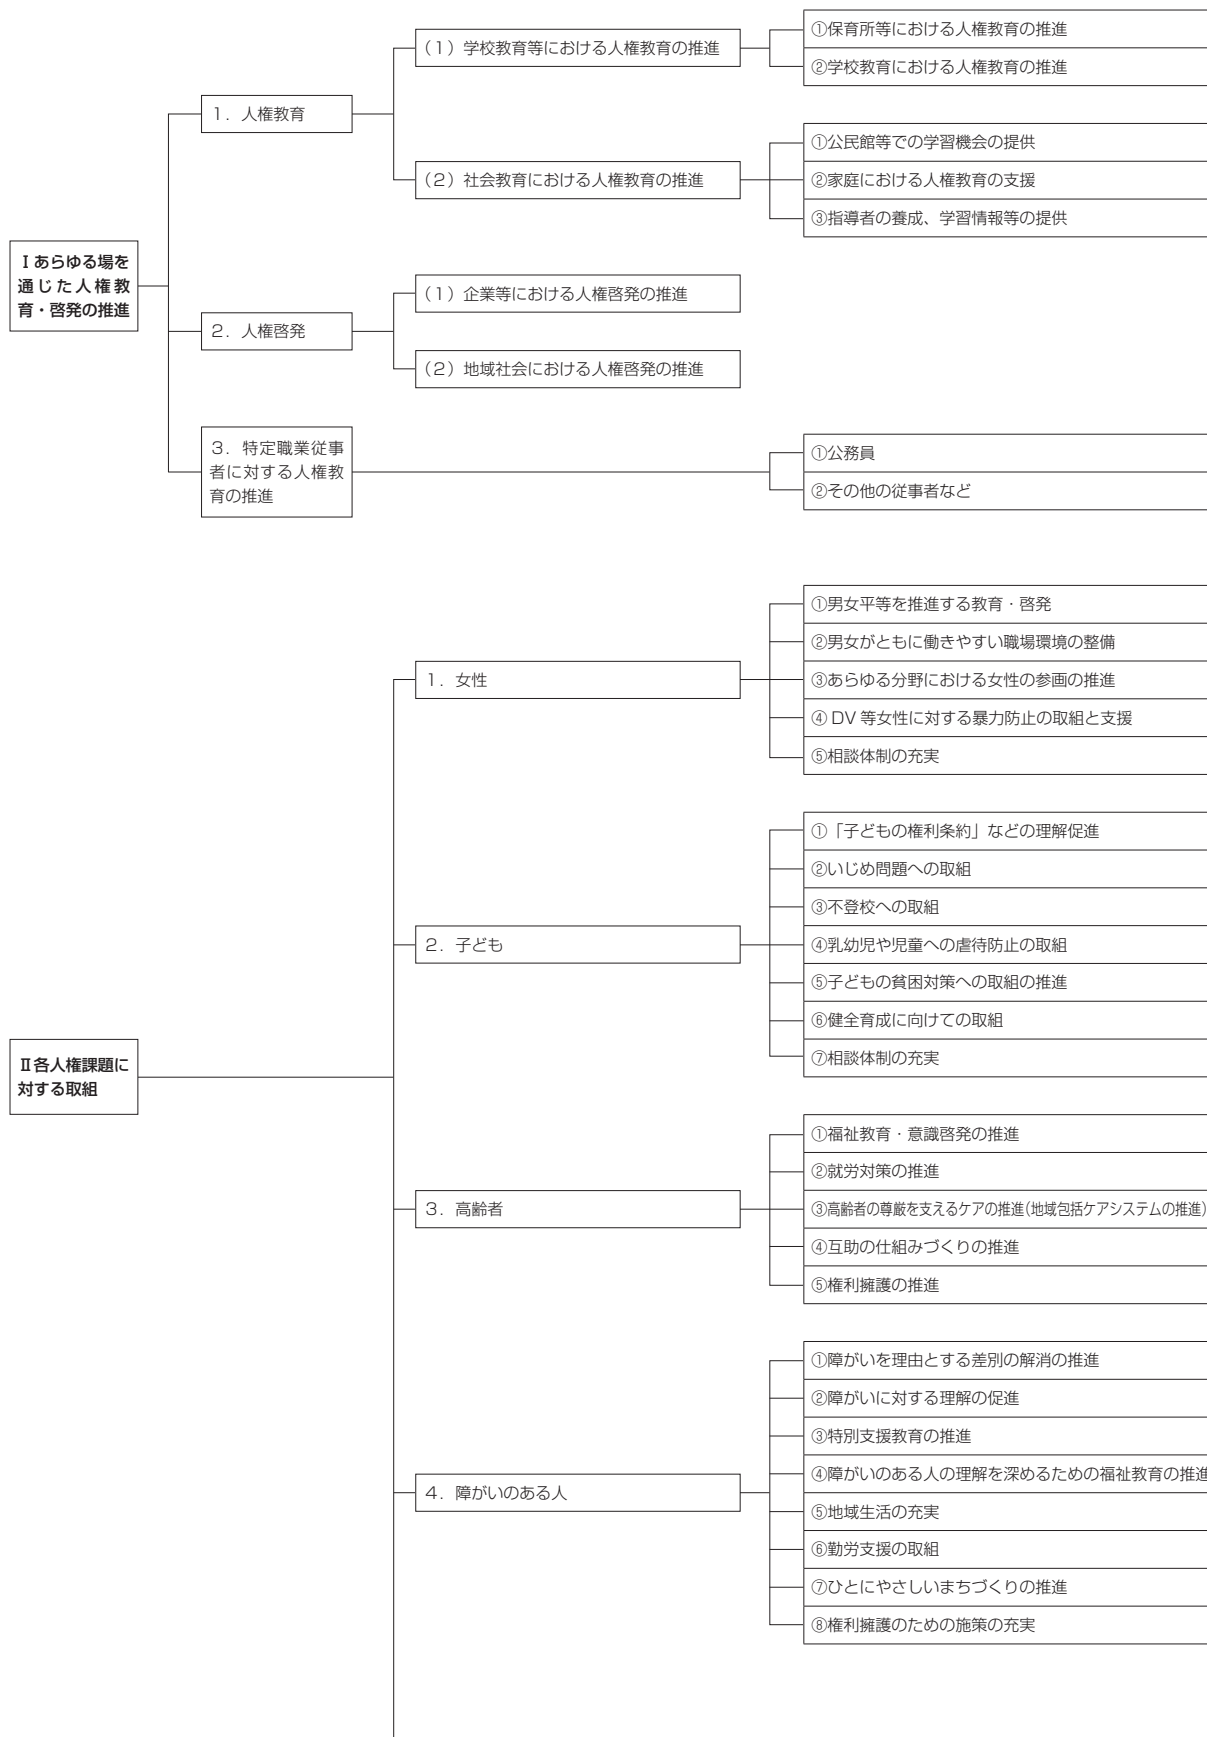 Ⅰあらゆる場を
通じた人権教
育・啓発の推進
1．人権教育
（1）学校教育等における人権教育の推進
①保育所等における人権教育の推進
②学校教育における人権教育の推進
（2）社会教育における人権教育の推進
①公民館等での学習機会の提供
②家庭における人権教育の支援
③指導者の養成、学習情報等の提供
2．人権啓発
（1）企業等における人権啓発の推進
（2）地域社会における人権啓発の推進
3．特定職業従事
者に対する人権教
育の推進
①公務員
②その他の従事者など
Ⅱ各人権課題に
対する取組
1．女性
①男女平等を推進する教育・啓発
②男女がともに働きやすい職場環境の整備
③あらゆる分野における女性の参画の推進
④DV等女性に対する暴力防止の取組と支援
⑤相談体制の充実
2．子ども
①「子どもの権利条約」などの理解促進
②いじめ問題への取組
③不登校への取組
④乳幼児や児童への虐待防止の取組
⑤子どもの貧困対策への取組の推進
⑥健全育成に向けての取組
⑦相談体制の充実
3．高齢者
①福祉教育・意識啓発の推進
②就労対策の推進
③高齢者の尊厳を支えるケアの推進（地域包括ケアシステムの推進）
④互助の仕組みづくりの推進
⑤権利擁護の推進
4．障がいのある人
①障がいを理由とする差別の解消の推進
②障がいに対する理解の促進
③特別支援教育の推進
④障がいのある人の理解を深めるための福祉教育の推進
⑤地域生活の充実
⑥勤労支援の取組
⑦ひとにやさしいまちづくりの推進
⑧権利擁護のための施策の充実